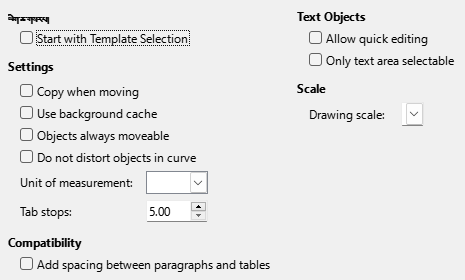 Start with Template Selection
Settings
Copy when moving
Use background cache
Objects always moveable
Do not distort objects in curve
Unit of measurement:
Tab stops: 5.00
Compatibility
Add spacing between paragraphs and tables
Text Objects
Allow quick editing
Only text area selectable
Scale
Drawing scale: